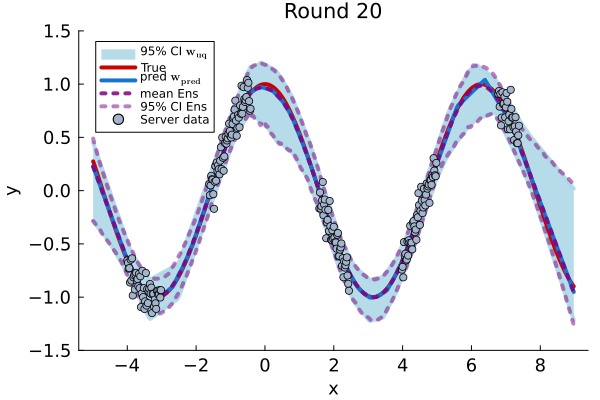 Round 20
1.5
1.0
0.5
0.0
−0.5
−1.0
−1.5
y
95% CI w_uq
True
pred w_pred
mean Ens
95% CI Ens
Server data
−4
−2
0
2
4
6
8
x